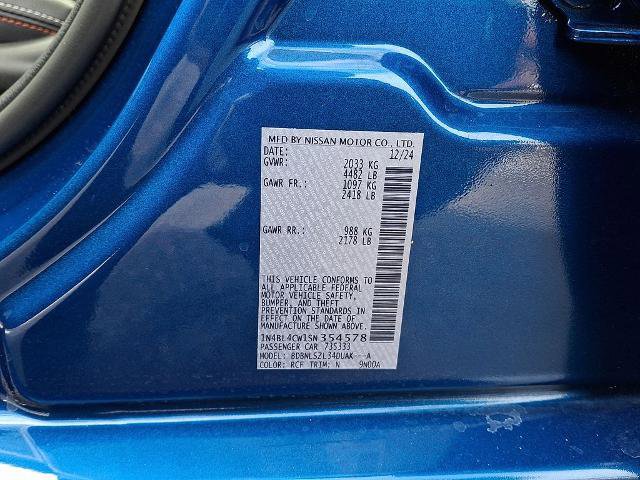 MFD BY NISSAN MOTOR CO., LTD.
DATE: 12/24
GVWR: 2033 KG
4482 LB
GAWR FR.: 1097 KG
2418 LB
GAWR RR.: 988 KG
2178 LB
THIS VEHICLE CONFORMS TO
ALL APPLICABLE FEDERAL
MOTOR VEHICLE SAFETY,
BUMPER, AND THEFT
PREVENTION STANDARDS IN
EFFECT ON THE DATE OF
MANUFACTURE SHOWN ABOVE.
1N4BL4CW1SN354578
PASSENGER CAR 735333
MODEL: BDBNLSZL34DUAK---A
COLOR: RCF TRIM: N 9N00A